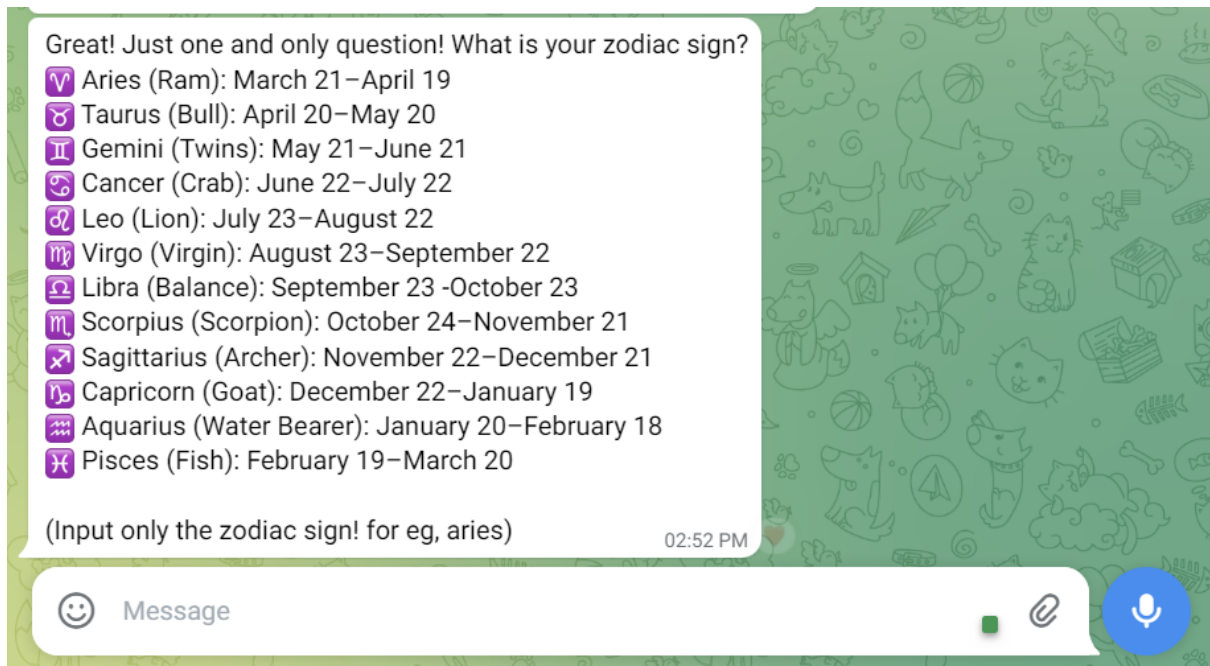 Great! Just one and only question! What is your zodiac sign?
♈ Aries (Ram): March 21–April 19
♉ Taurus (Bull): April 20–May 20
♊ Gemini (Twins): May 21–June 21
♋ Cancer (Crab): June 22–July 22
♌ Leo (Lion): July 23–August 22
♍ Virgo (Virgin): August 23–September 22
♎ Libra (Balance): September 23 -October 23
♏ Scorpius (Scorpion): October 24–November 21
♐ Sagittarius (Archer): November 22–December 21
♑ Capricorn (Goat): December 22–January 19
♒ Aquarius (Water Bearer): January 20–February 18
♓ Pisces (Fish): February 19–March 20
(Input only the zodiac sign! for eg, aries)
02:52 PM
Message